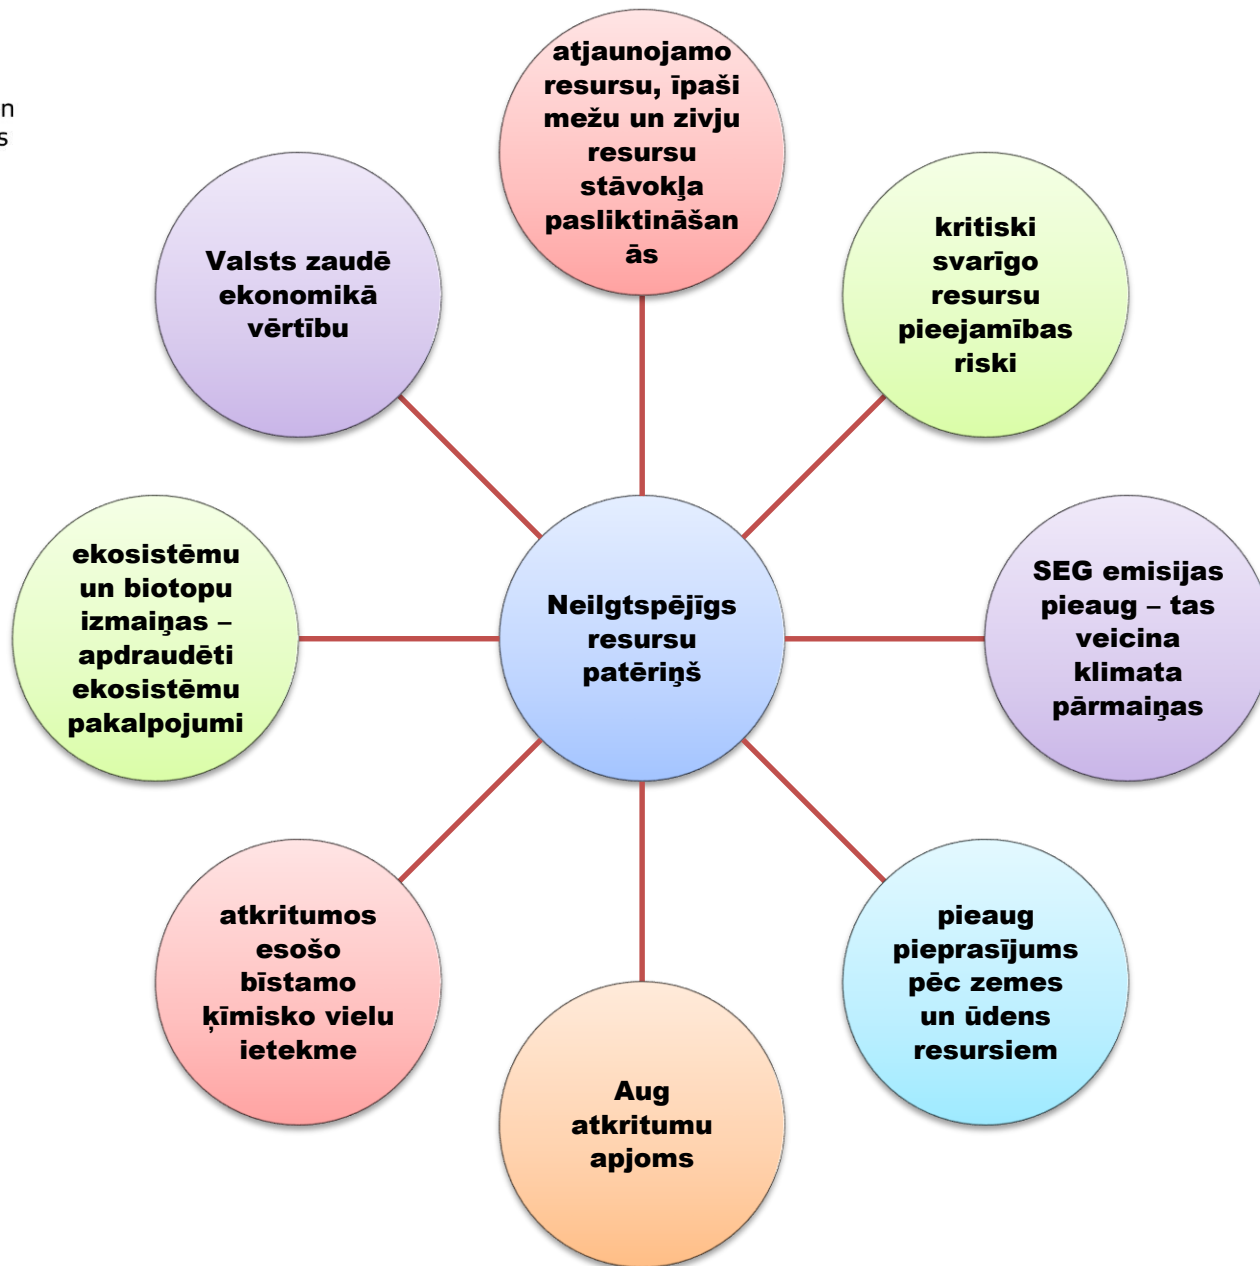 n
s
atjaunojamo
resursu, īpaši
mežu un zivju
resursu
stāvokļa
pasliktināšan
ās
kritiski
svarīgo
resursu
pieejamības
riski
SEG emisijas
pieaug – tas
veicina
klimata
pārmaiņas
pieaug
pieprasījums
pēc zemes
un ūdens
resursiem
Aug
atkritumu
apjoms
atkritumos
esošo
bīstamo
ķīmisko vielu
ietekme
ekosistēmu
un biotopu
izmaiņas –
apdraudēti
ekosistēmu
pakalpojumi
Valsts zaudē
ekonomikā
vērtību
Neilgtspējīgs
resursu
patēriņš